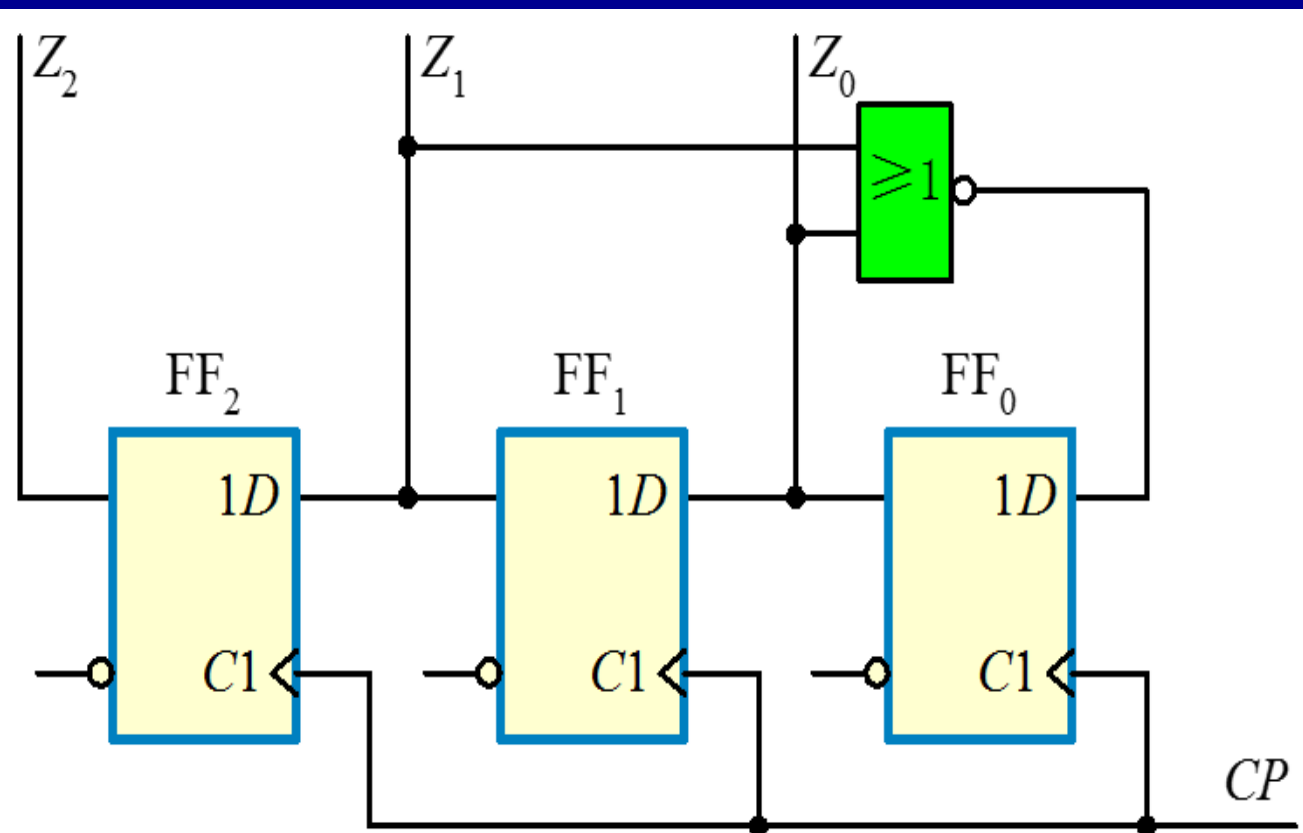 Z₂ Z₁ Z₀
≥1
FF₂ FF₁ FF₀
1D 1D 1D
C1 C1 C1
CP